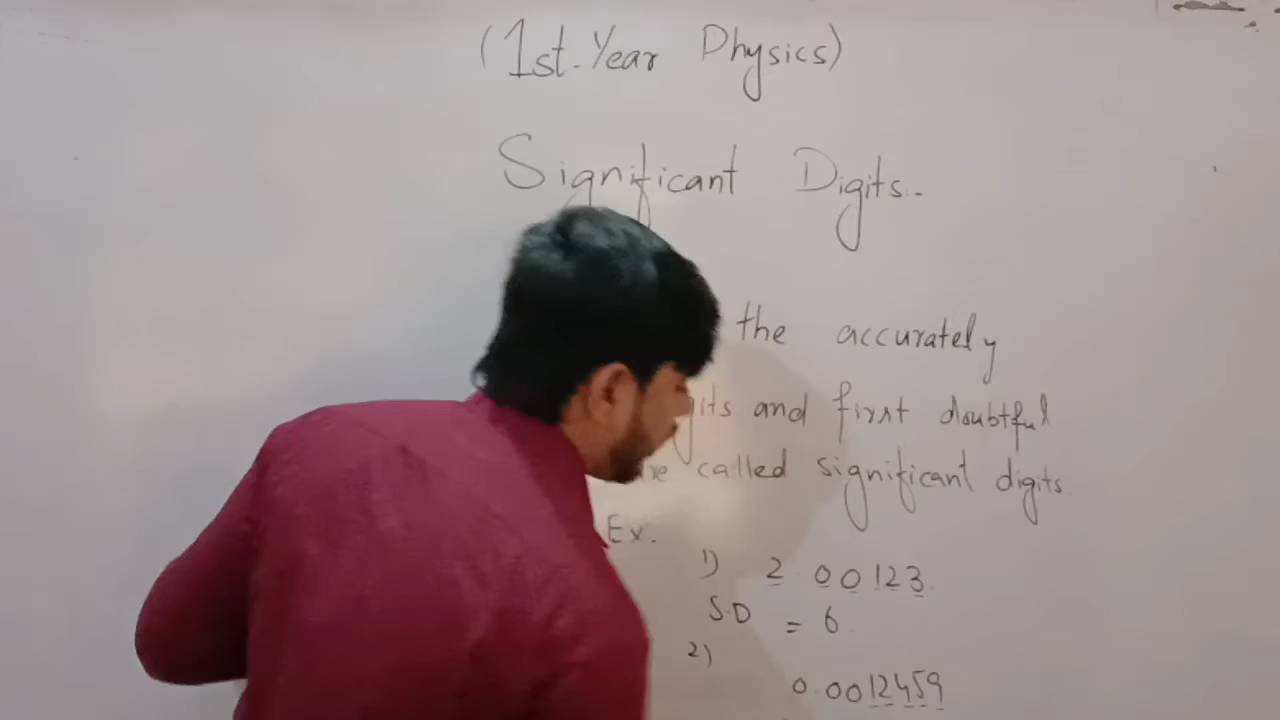 (1st. Year Physics)
Significant Digits.
the accurately
and first doubtful
called significant digits
Ex.
1) 2 00123.
S.D = 6.
2)
0.0012459